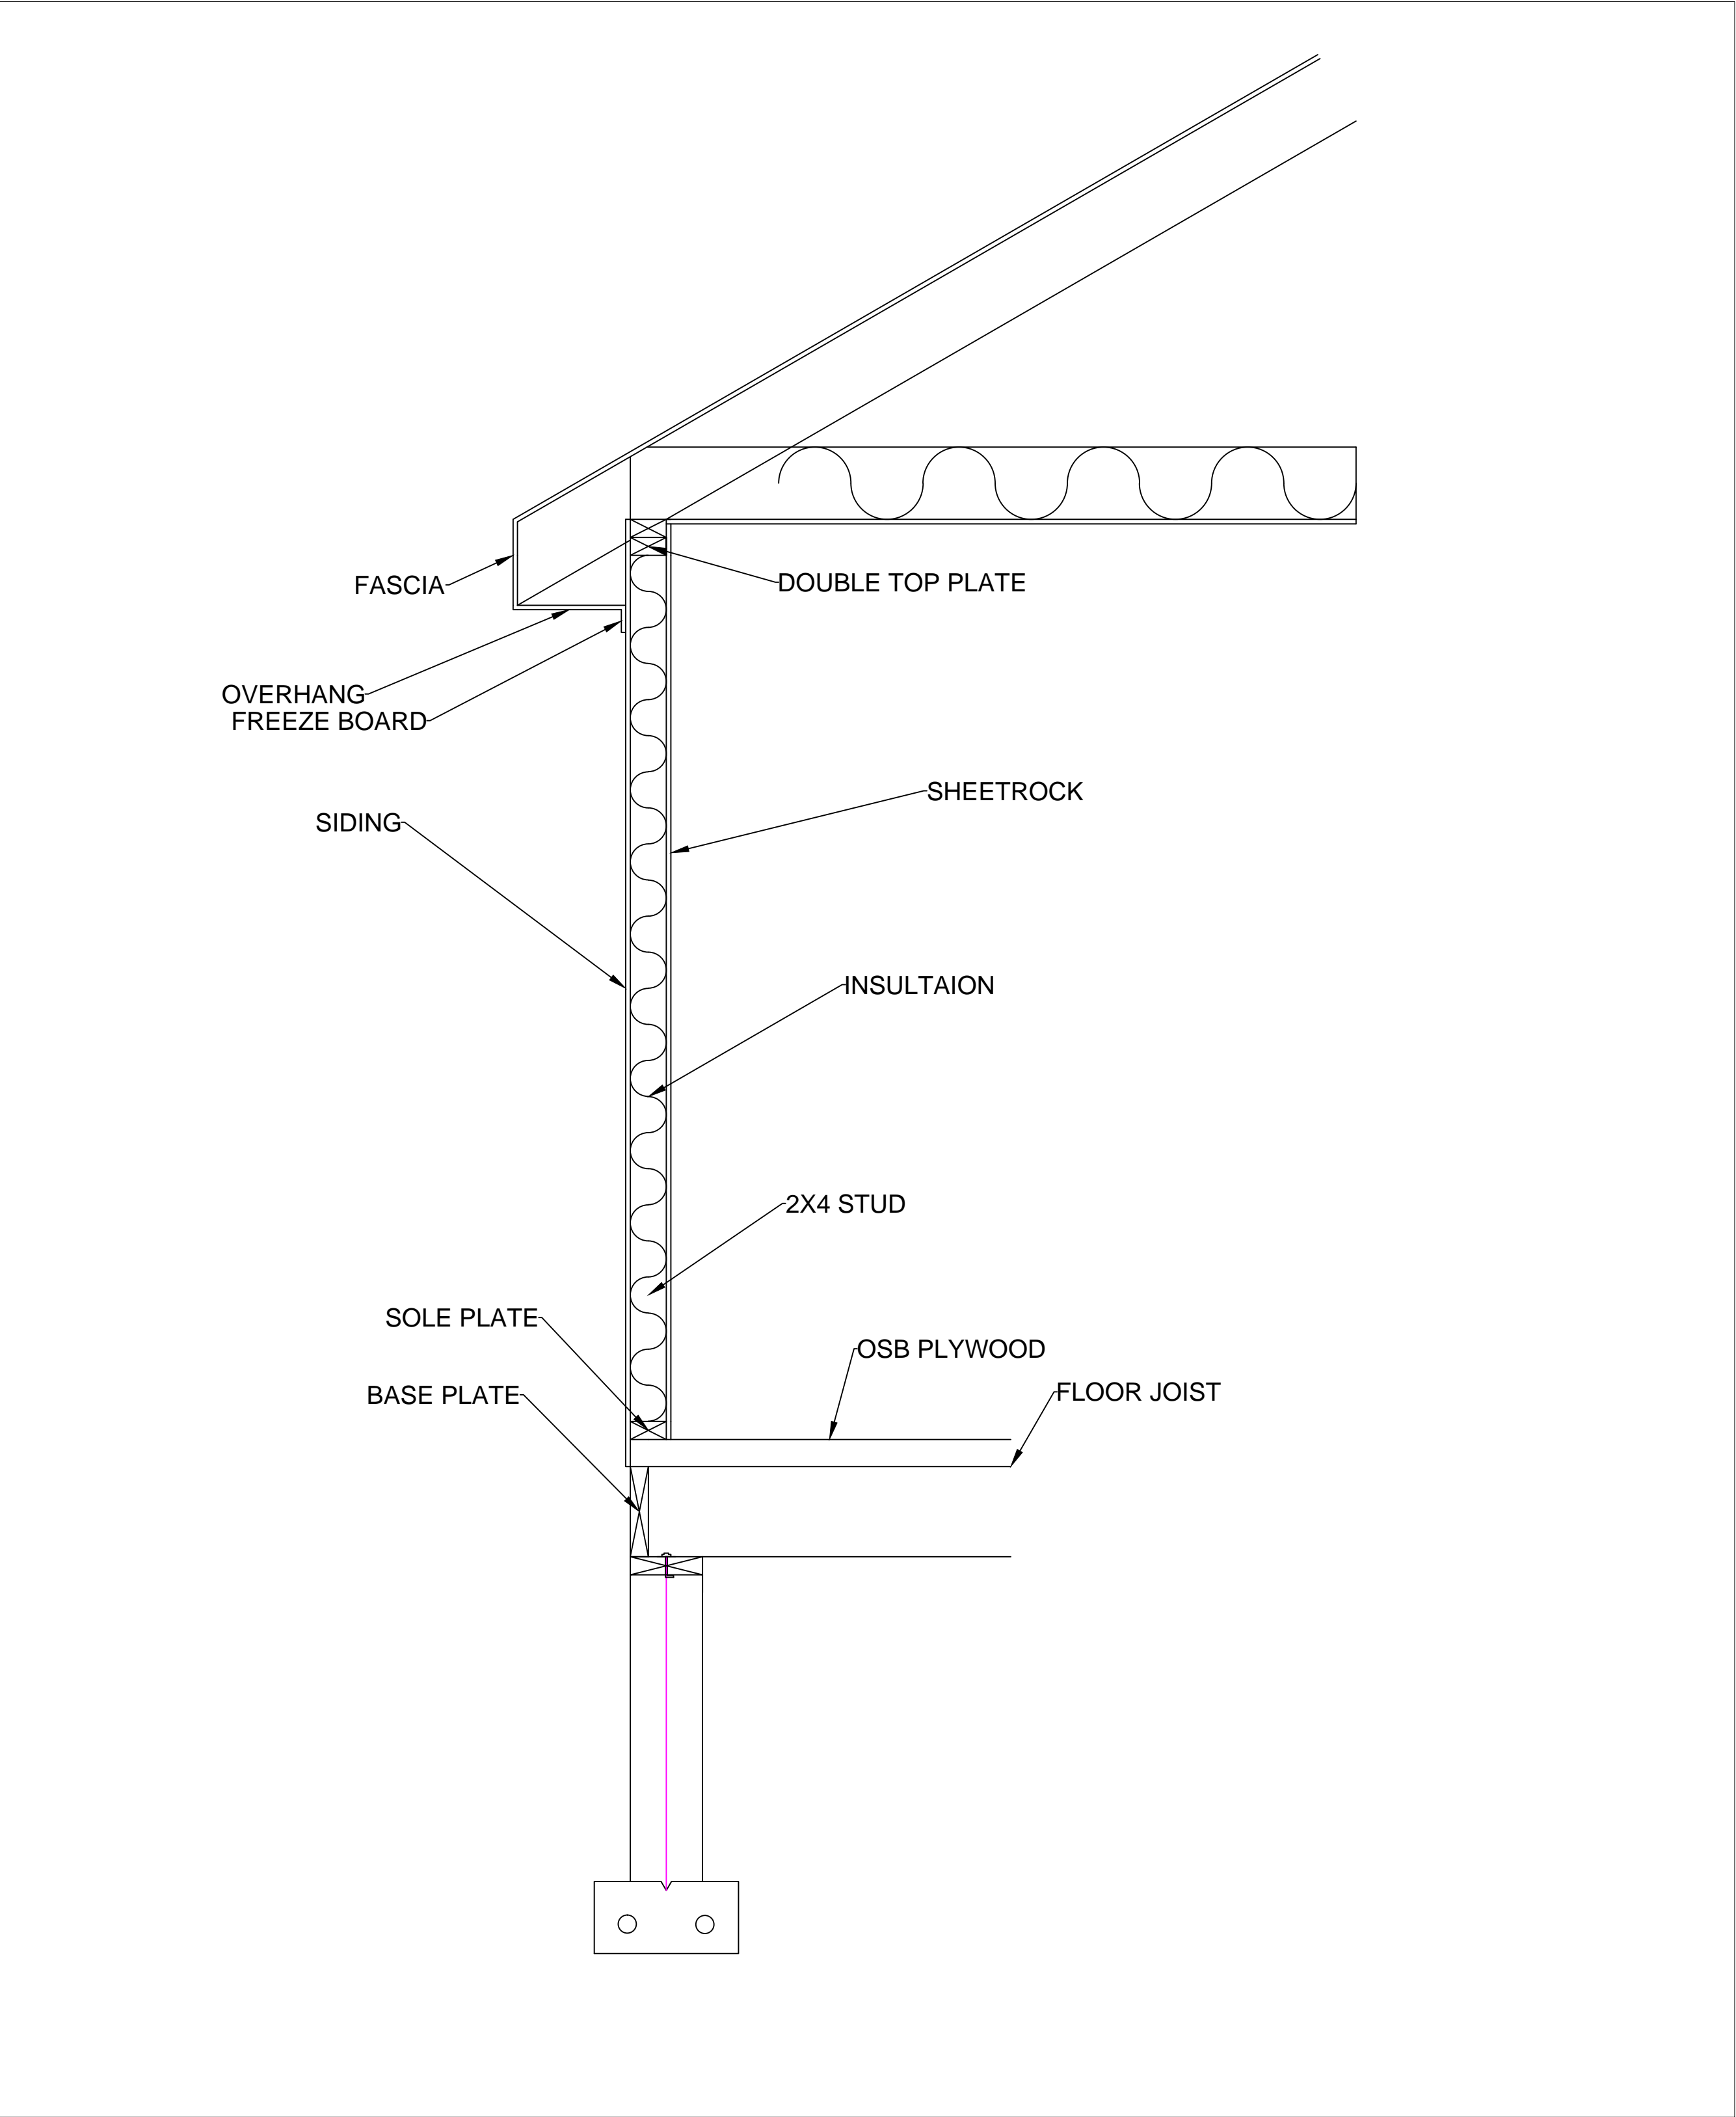 FASCIA
DOUBLE TOP PLATE
OVERHANG
FREEZE BOARD
SHEETROCK
SIDING
INSULTAION
2X4 STUD
SOLE PLATE
OSB PLYWOOD
BASE PLATE
FLOOR JOIST